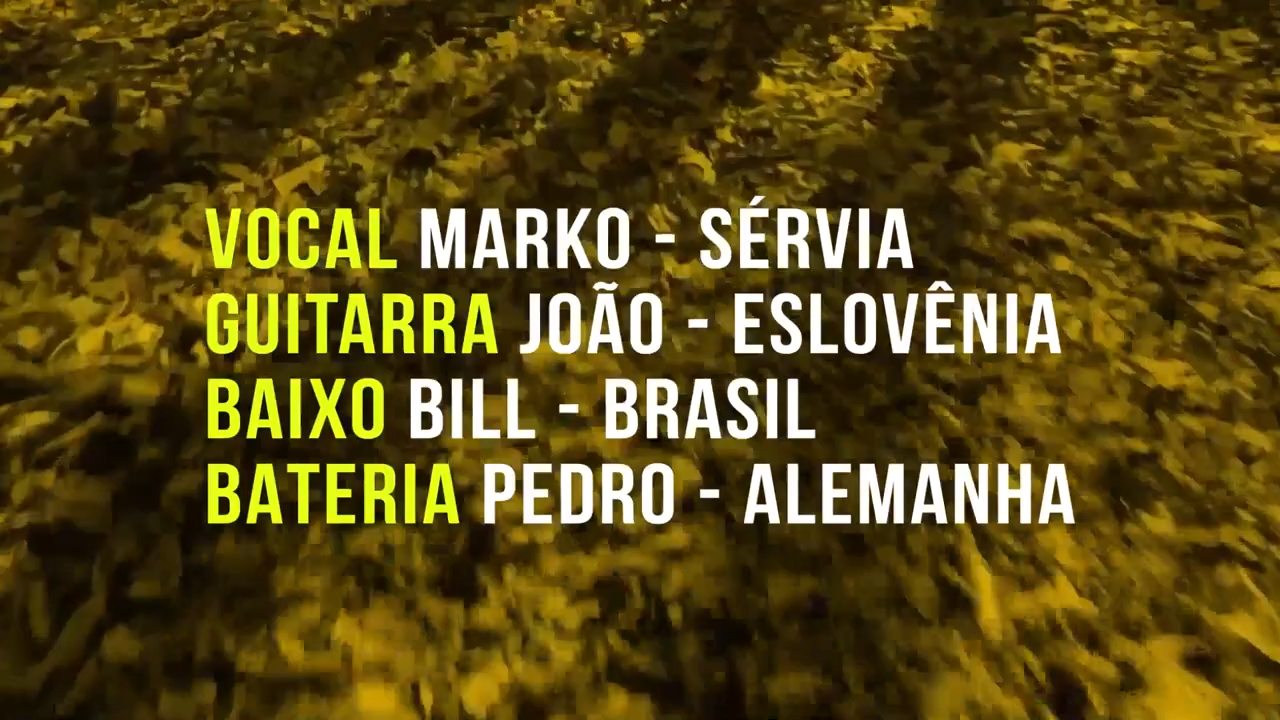 VOCAL MARKO - SÉRVIA
GUITARRA JOÃO - ESLOVÊNIA
BAIXO BILL - BRASIL
BATERIA PEDRO - ALEMANHA